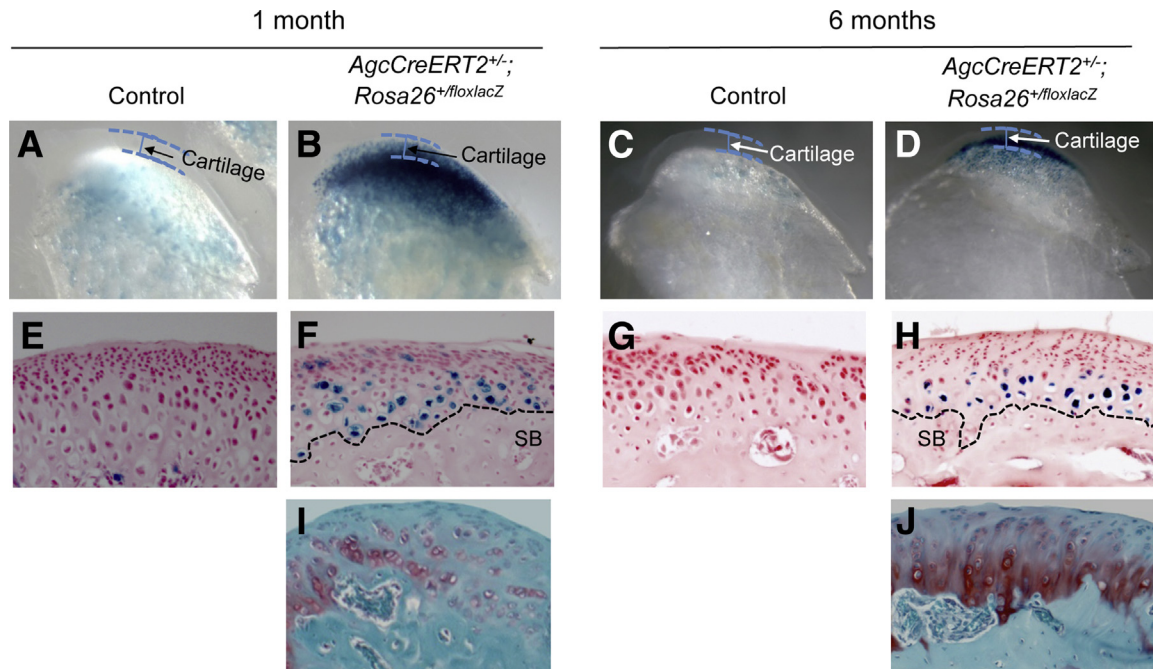 1 month
6 months
Control
AgcCreERT2+/-;
Rosa26+/floxlacZ
Control
AgcCreERT2+/-;
Rosa26+/floxlacZ
A
Cartilage
B
Cartilage
C
Cartilage
D
Cartilage
E
F
SB
G
H
SB
I
J